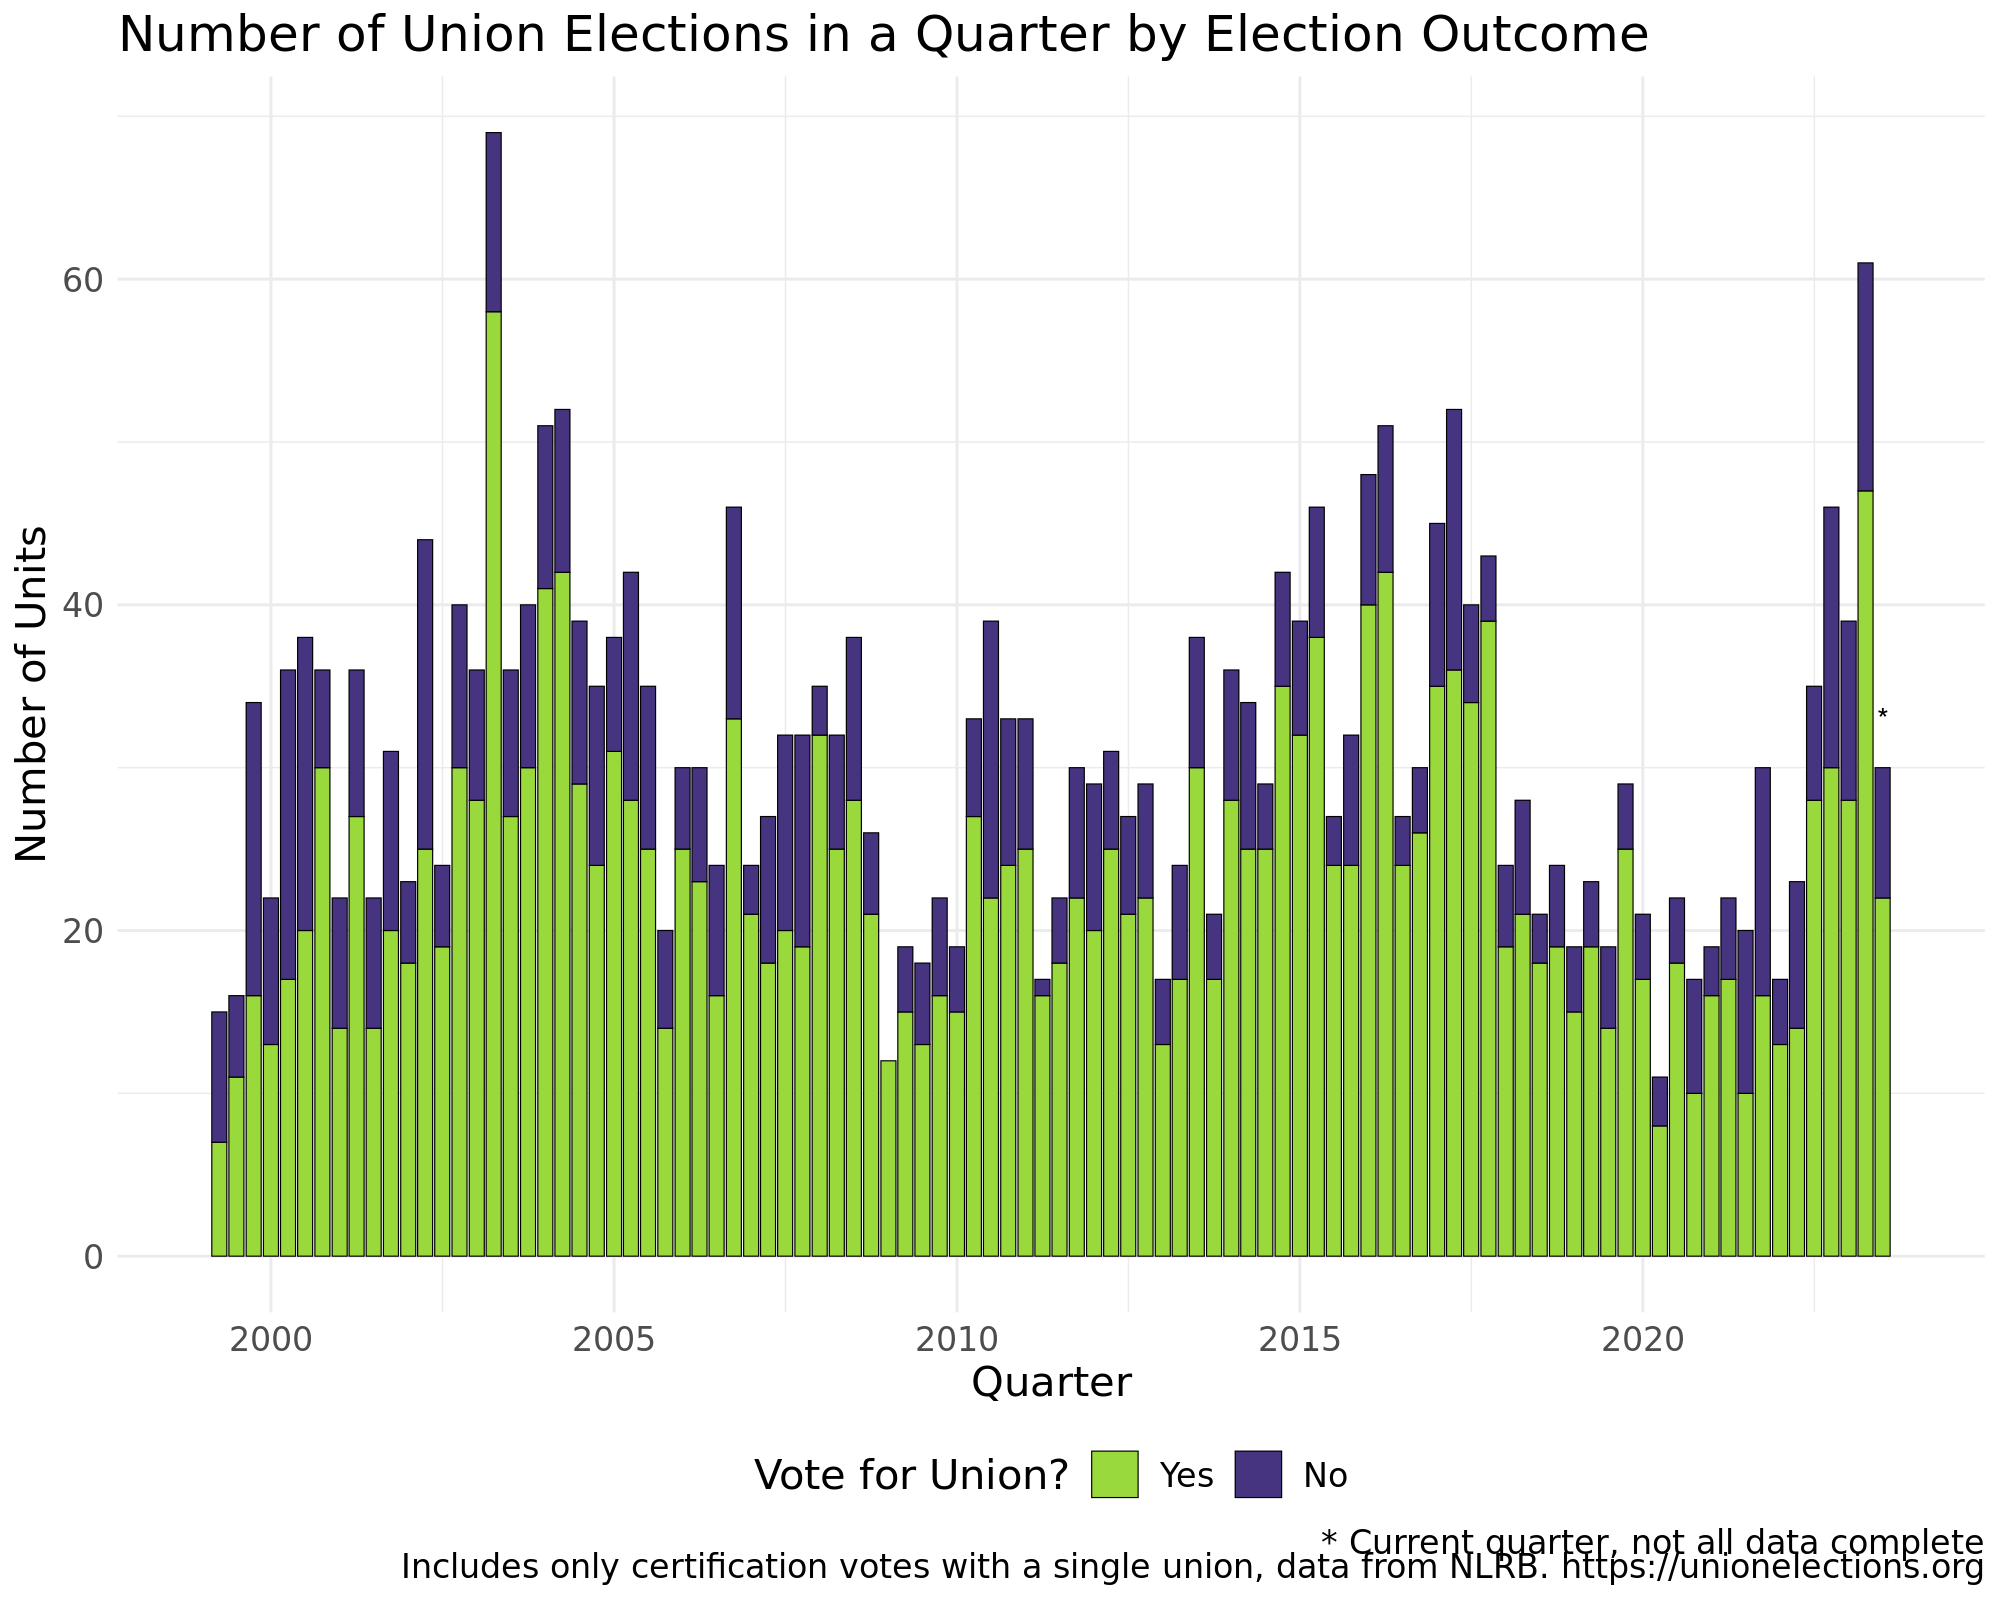 Number of Union Elections in a Quarter by Election Outcome
Number of Units
60
40
20
0
*
2000 2005 2010 2015 2020
Quarter
Vote for Union? Yes No
* Current quarter, not all data complete
Includes only certification votes with a single union, data from NLRB. https://unionelections.org